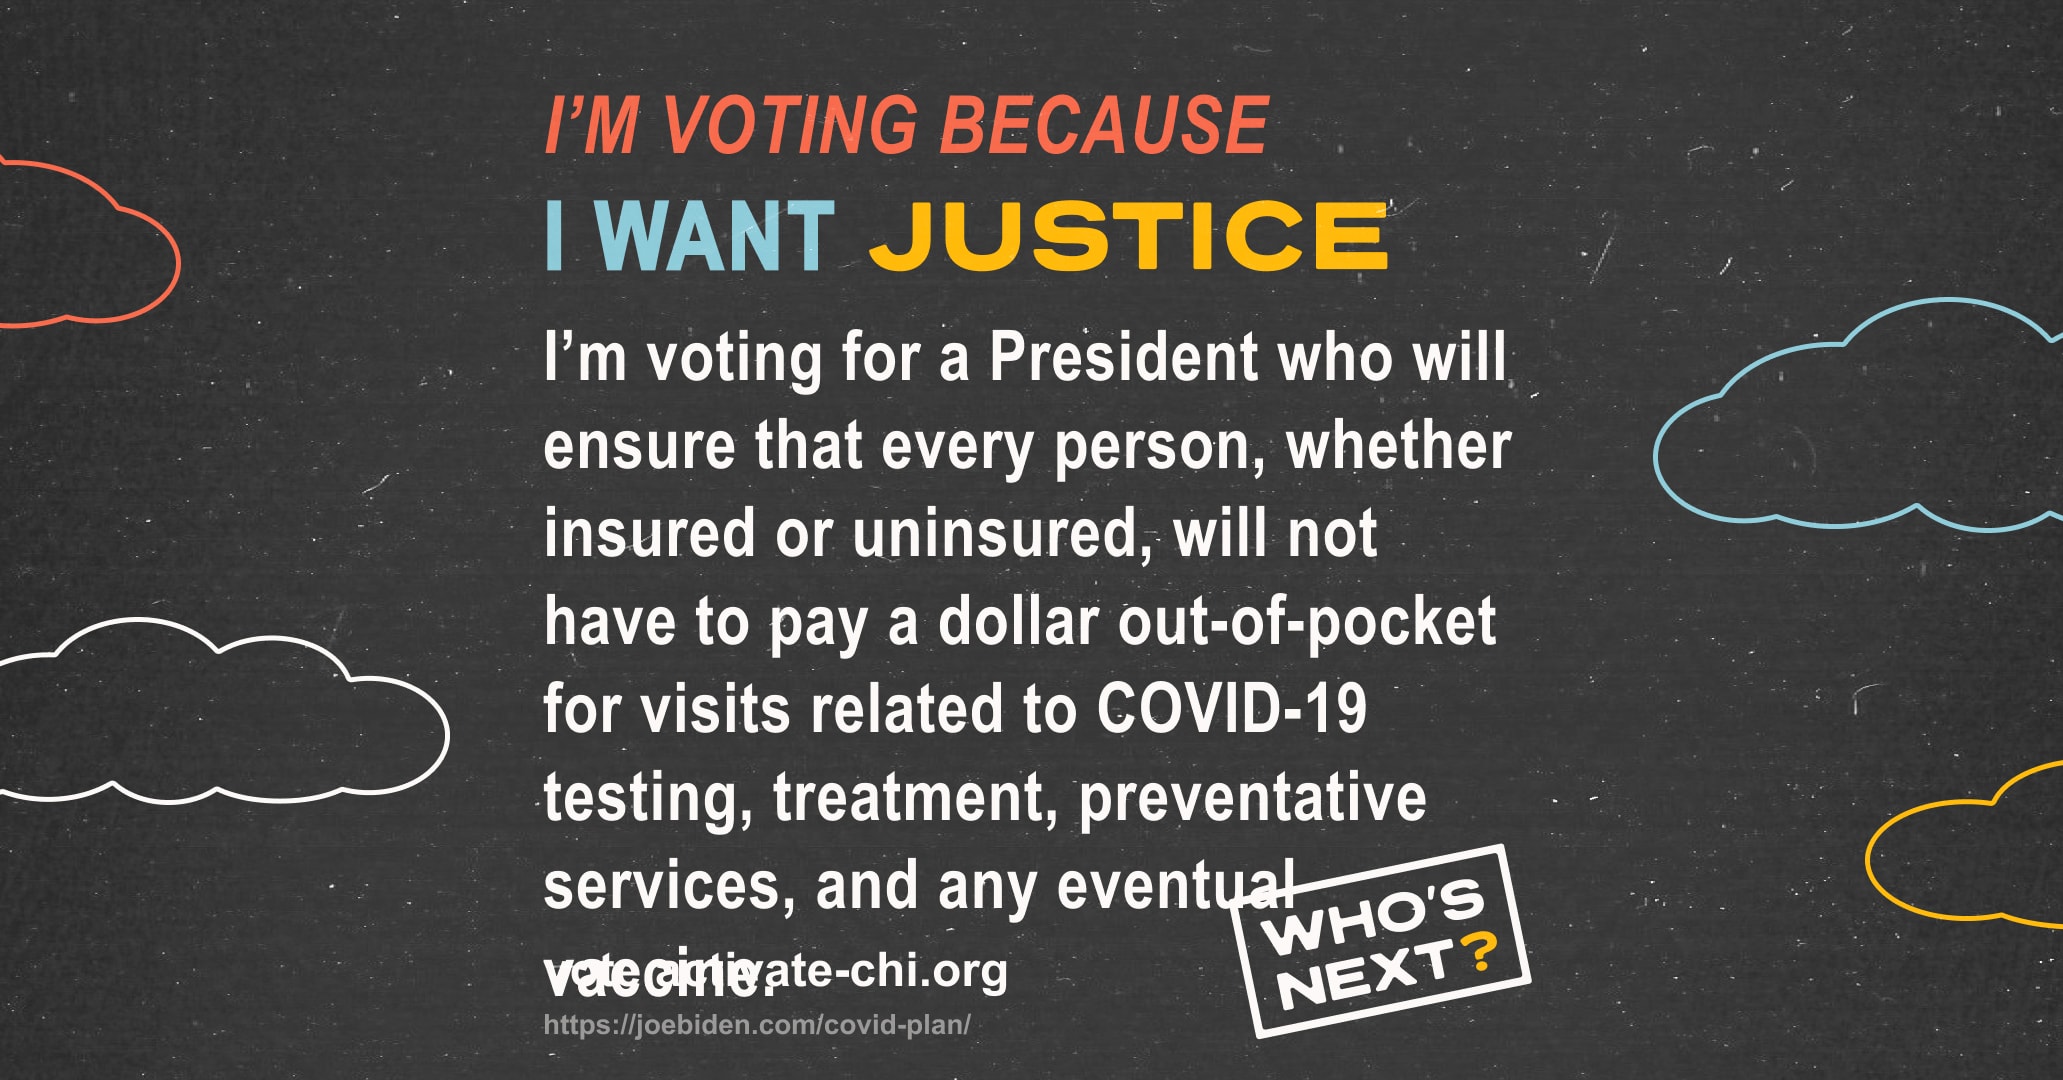 I'M VOTING BECAUSE
I WANT JUSTICE
I'm voting for a President who will
ensure that every person, whether
insured or uninsured, will not
have to pay a dollar out-of-pocket
for visits related to COVID-19
testing, treatment, preventative
services, and any eventual
vaccine.
vote.activate-chi.org
https://joebiden.com/covid-plan/
WHO'S
NEXT?